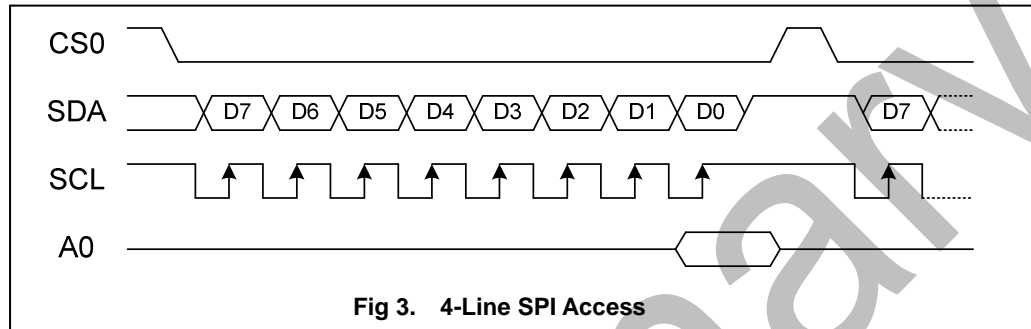 CS0
SDA D7 D6 D5 D4 D3 D2 D1 D0 D7
SCL
A0
Fig 3. 4-Line SPI Access